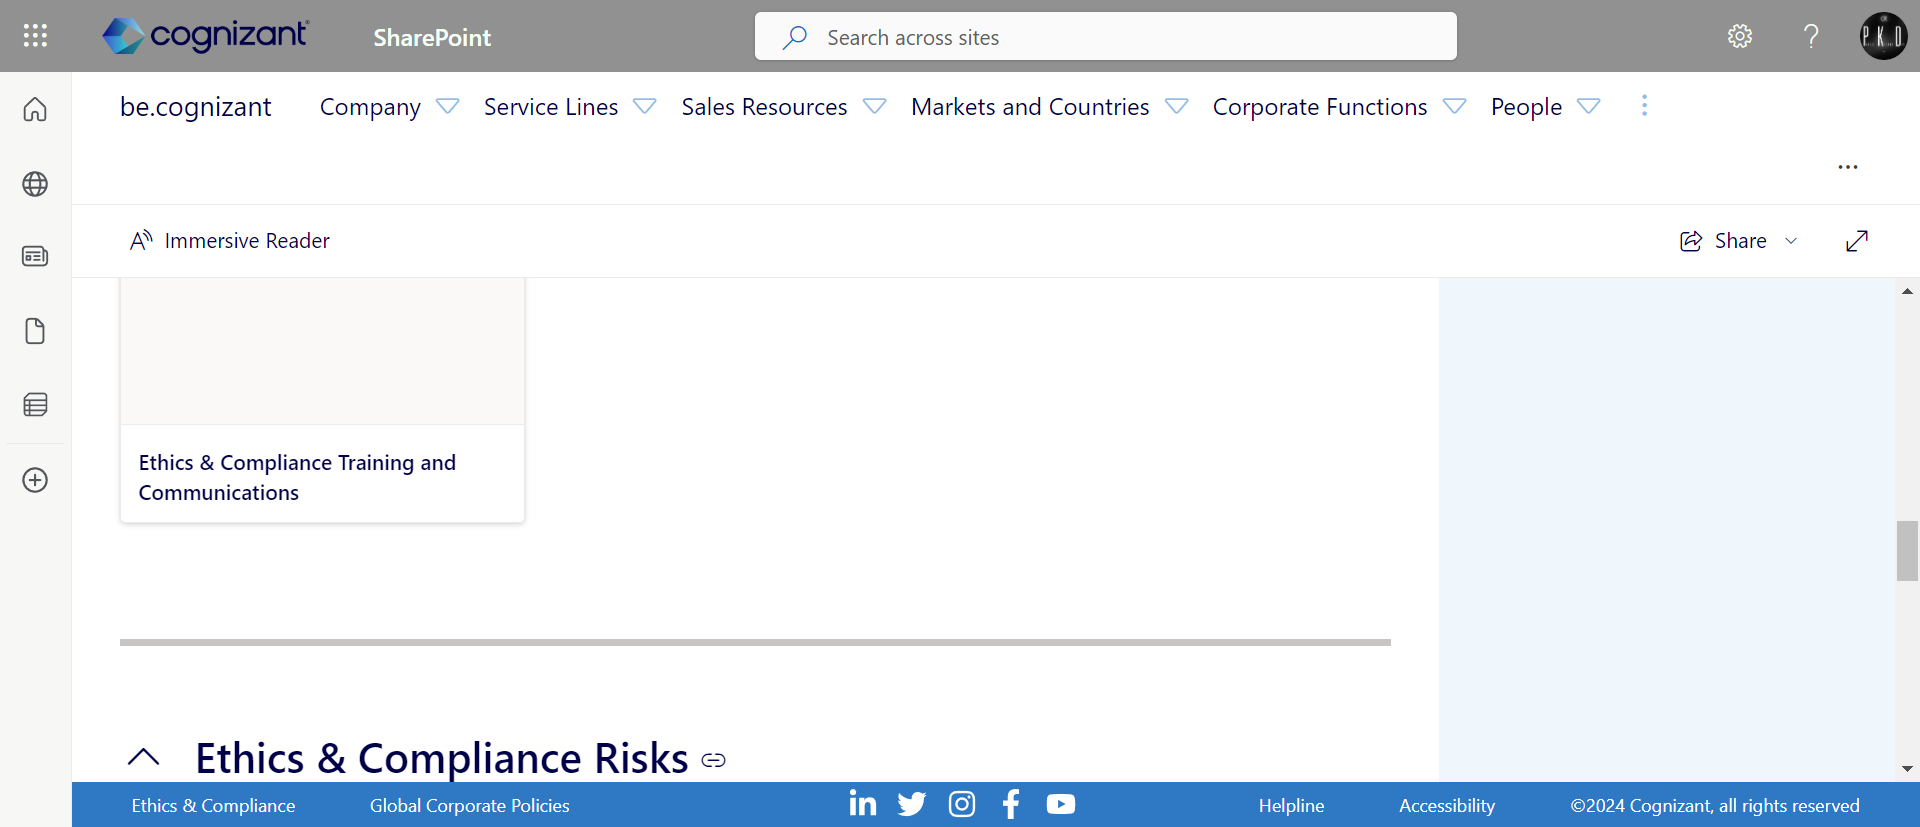 cognizant
SharePoint
Search across sites
PKD
be.cognizant
Company
Service Lines
Sales Resources
Markets and Countries
Corporate Functions
People
Immersive Reader
Share
Ethics & Compliance Training and
Communications
Ethics & Compliance Risks
Ethics & Compliance
Global Corporate Policies
Helpline
Accessibility
©2024 Cognizant, all rights reserved